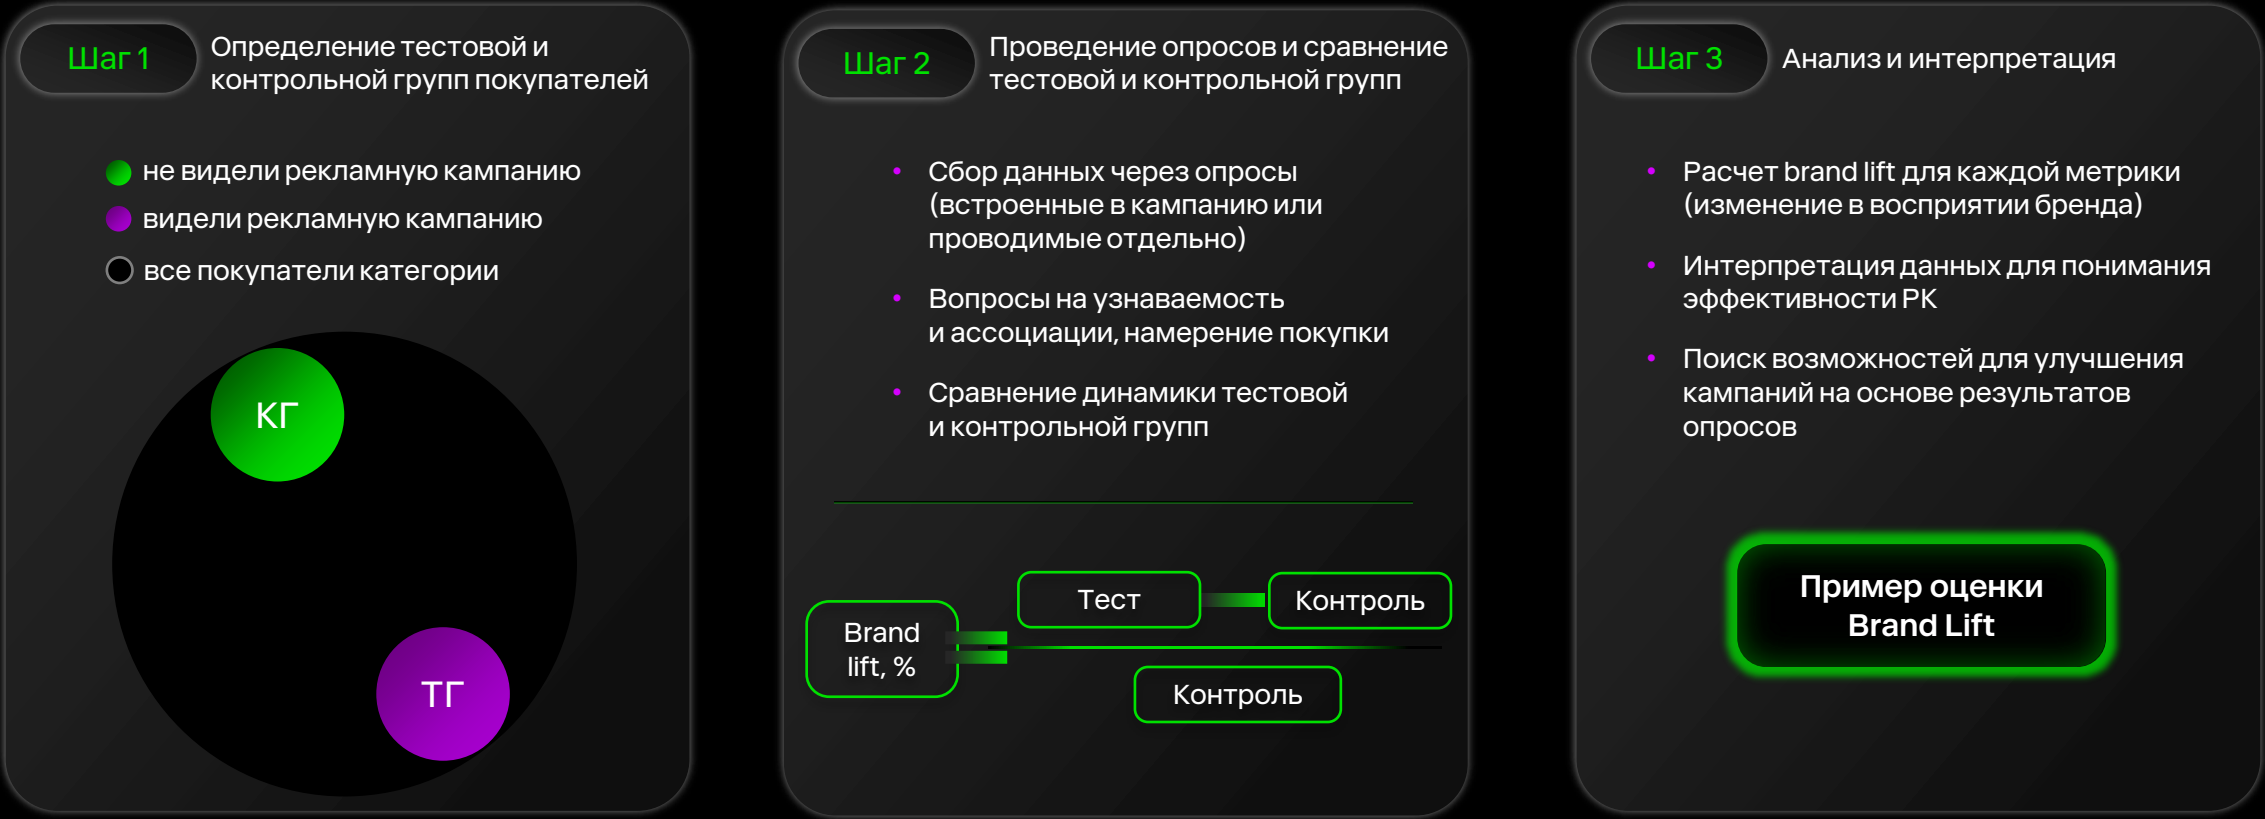 Шаг 1
Определение тестовой и
контрольной групп покупателей
не видели рекламную кампанию
видели рекламную кампанию
все покупатели категории
КГ
ТГ
Шаг 2
Проведение опросов и сравнение
тестовой и контрольной групп
• Сбор данных через опросы
(встроенные в кампанию или
проводимые отдельно)
• Вопросы на узнаваемость
и ассоциации, намерение покупки
• Сравнение динамики тестовой
и контрольной групп
Brand
lift, %
Тест
Контроль
Контроль
Шаг 3
Анализ и интерпретация
• Расчет brand lift для каждой метрики
(изменение в восприятии бренда)
• Интерпретация данных для понимания
эффективности РК
• Поиск возможностей для улучшения
кампаний на основе результатов
опросов
Пример оценки
Brand Lift